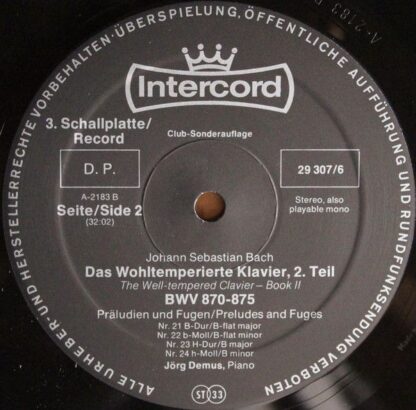 ALLE URHEBER- UND HERSTELLERRECHTE VORBEHALTEN · ÜBERSPIELUNG, ÖFFENTLICHE AUFFÜHRUNG UND RUNDFUNKSENDUNG VERBOTEN
A-2183
Intercord
3. Schallplatte/
Record
Club-Sonderauflage
D. P.
29 307/6
A-2183 B
Seite/Side 2
(32:02)
Stereo, also
playable mono
Johann Sebastian Bach
Das Wohltemperierte Klavier, 2. Teil
The Well-tempered Clavier – Book II
BWV 870-875
Präludien und Fugen/Preludes and Fugues
Nr. 21 B-Dur/B-flat major
Nr. 22 b-Moll/B-flat minor
Nr. 23 H-Dur/B major
Nr. 24 h-Moll/B minor
Jörg Demus, Piano
ST 33